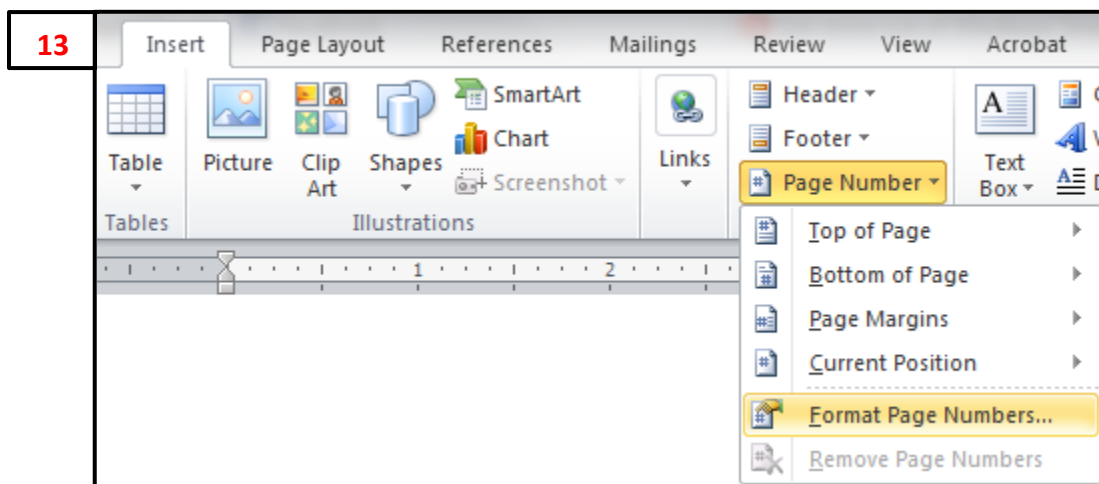 13
Insert Page Layout References Mailings Review View Acrobat
Table
Tables
Picture
Clip Art
Shapes
SmartArt
Chart
Screenshot
Illustrations
Links
Header
Footer
Page Number
A
Text Box
Top of Page
Bottom of Page
Page Margins
Current Position
Format Page Numbers...
Remove Page Numbers
1 2